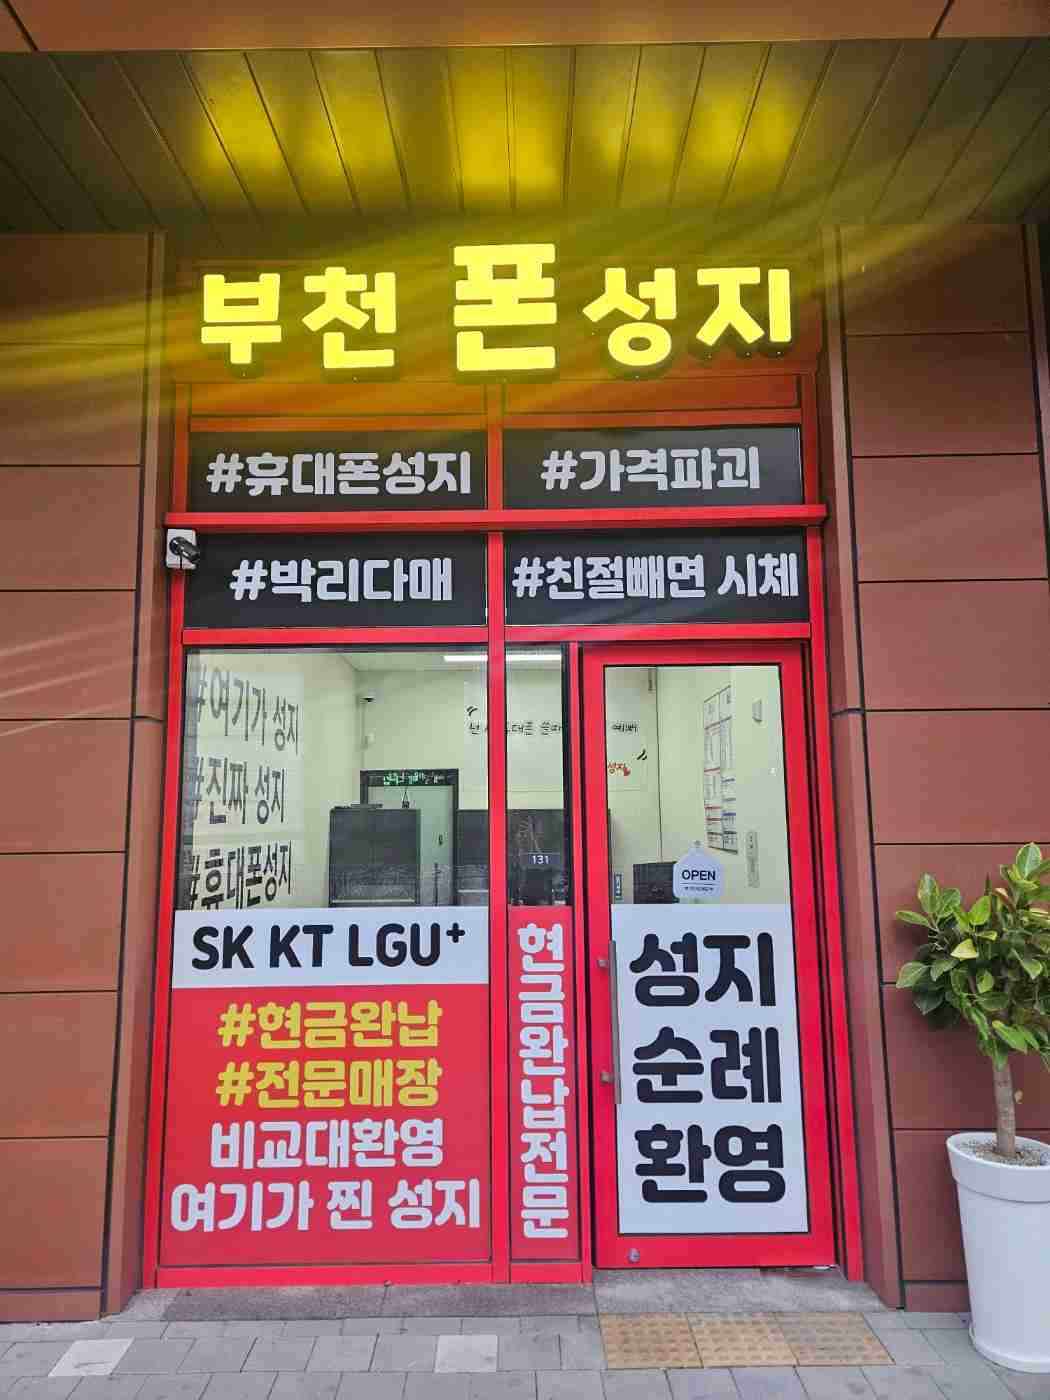 부천 폰 성지
#휴대폰성지
#가격파괴
#박리다매
#친절빼면 시체
#여기가 성지
#진짜 성지
#휴대폰성지
OPEN
131
SK KT LGU+
#현금완납
#전문매장
비교대환영
여기가 찐 성지
현금완납전문
성지
순례
환영